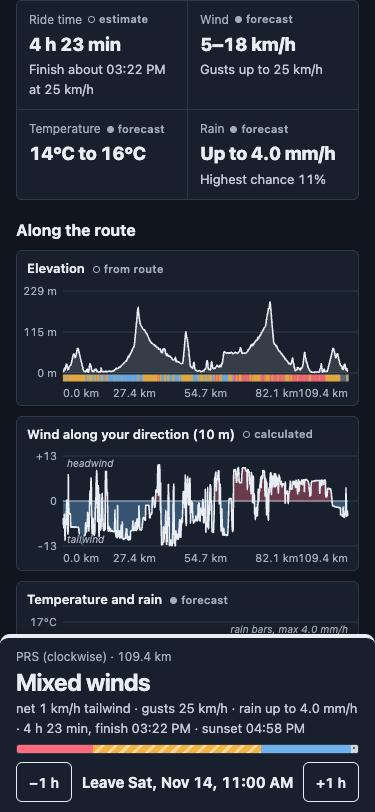 Ride time ○ estimate
4 h 23 min
Finish about 03:22 PM
at 25 km/h
Wind ● forecast
5–18 km/h
Gusts up to 25 km/h
Temperature ● forecast
14°C to 16°C
Rain ● forecast
Up to 4.0 mm/h
Highest chance 11%
Along the route
Elevation ○ from route
229 m
115 m
0 m
0.0 km 27.4 km 54.7 km 82.1 km 109.4 km
Wind along your direction (10 m) ○ calculated
+13
headwind
0
tailwind
-13
0.0 km 27.4 km 54.7 km 82.1 km 109.4 km
Temperature and rain ● forecast
17°C
rain bars, max 4.0 mm/h
PRS (clockwise) · 109.4 km
Mixed winds
net 1 km/h tailwind · gusts 25 km/h · rain up to 4.0 mm/h
· 4 h 23 min, finish 03:22 PM · sunset 04:58 PM
−1 h Leave Sat, Nov 14, 11:00 AM +1 h